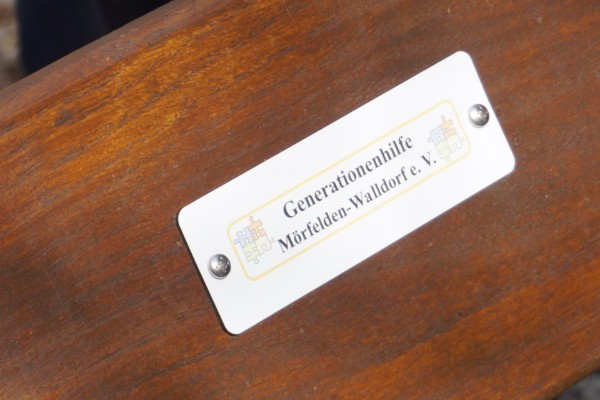 Generationenhilfe
Mörfelden-Walldorf e. V.